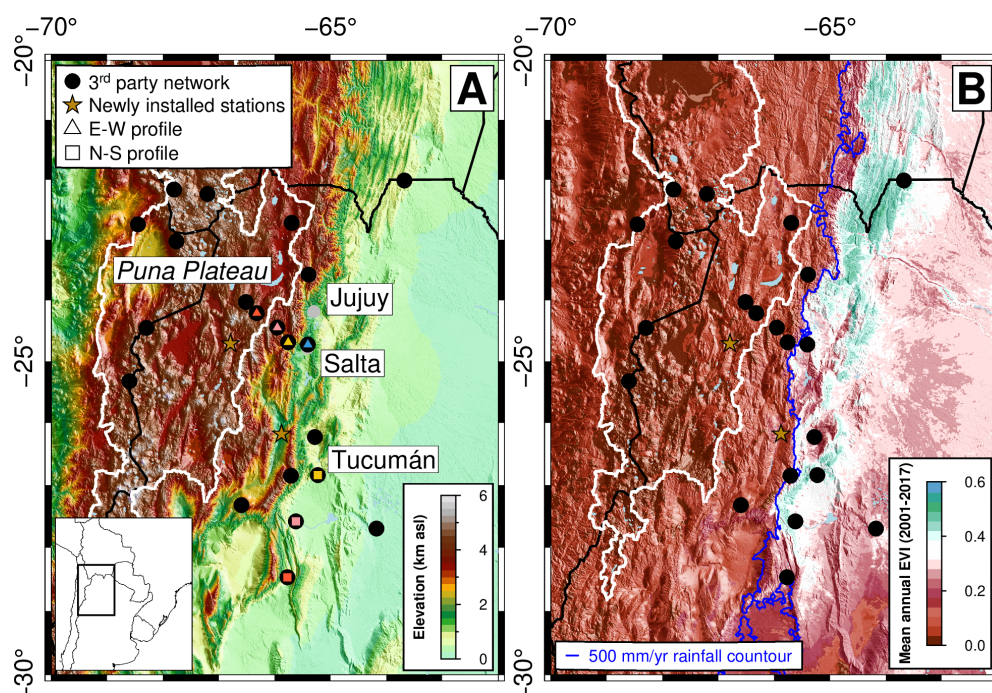 −70°
−65°
−70°
−65°
−20°
−25°
−30°
A
3rd party network
Newly installed stations
E-W profile
N-S profile
Puna Plateau
Jujuy
Salta
Tucumán
Elevation (km asl)
6
4
2
0
−20°
−25°
−30°
B
Mean annual EVI (2001-2017)
0.6
0.4
0.2
0.0
500 mm/yr rainfall countour